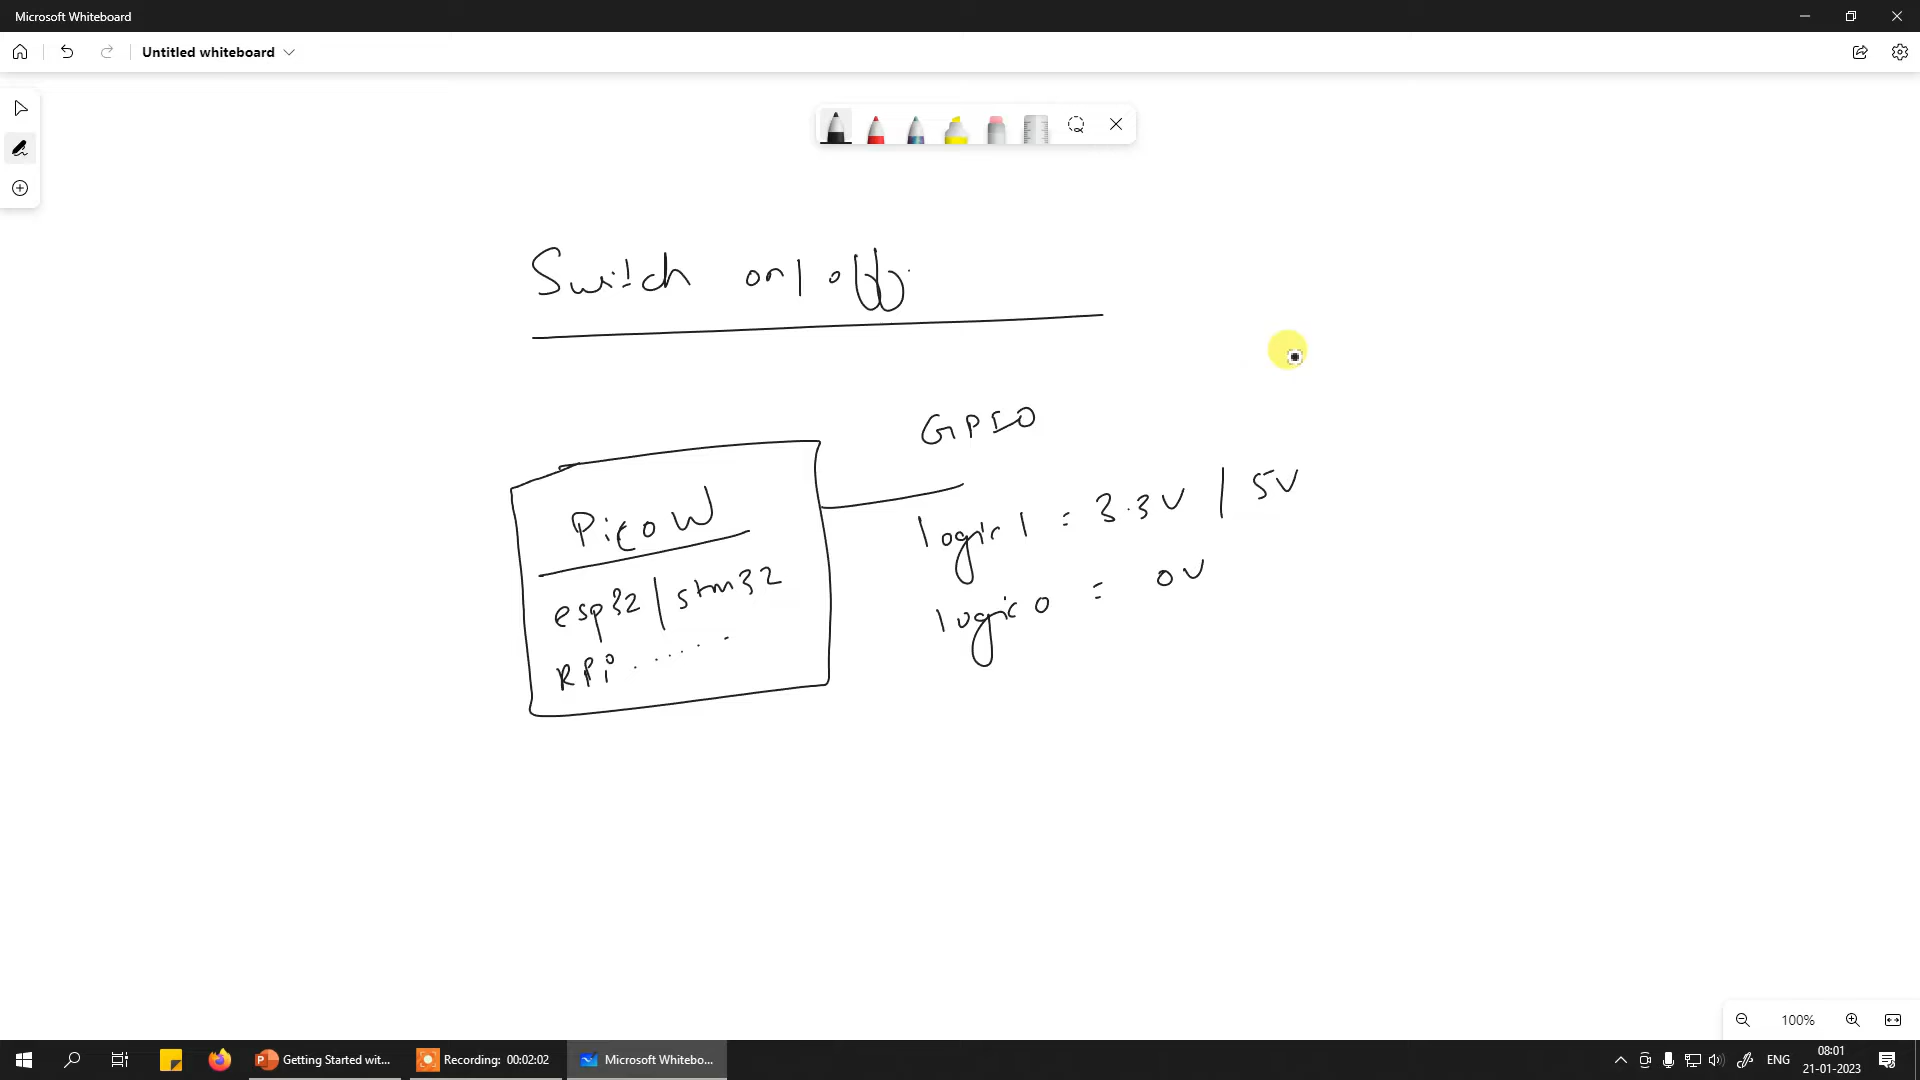 Microsoft Whiteboard
Untitled whiteboard
Switch on/off
GPIO
Pico W
logic 1 = 3.3V / 5V
esp32 / stm32
logic 0 = 0V
RPi ......
100%
Getting Started wit...
Recording: 00:02:02
Microsoft Whitebo...
ENG
08:01
21-01-2023